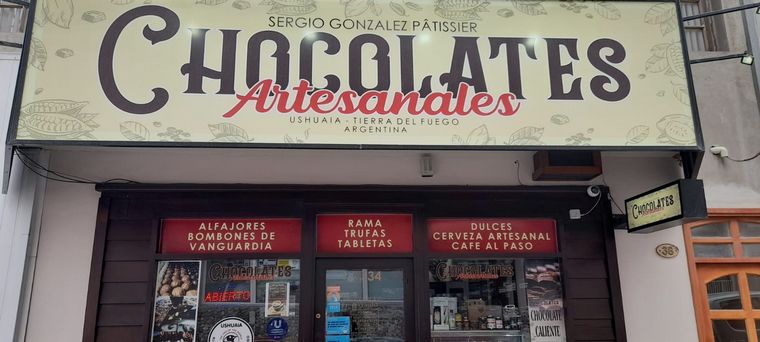 SERGIO GONZALEZ PÂTISSIER
CHOCOLATES
Artesanales
USHUAIA - TIERRA DEL FUEGO
ARGENTINA
CHOCOLATES
ALFAJORES
BOMBONES DE
VANGUARDIA
RAMA
TRUFAS
TABLETAS
DULCES
CERVEZA ARTESANAL
CAFE AL PASO
36
CHOCOLATES
ABIERTO
34
CHOCOLATES
USHUAIA
CHOCOLATE
CALIENTE